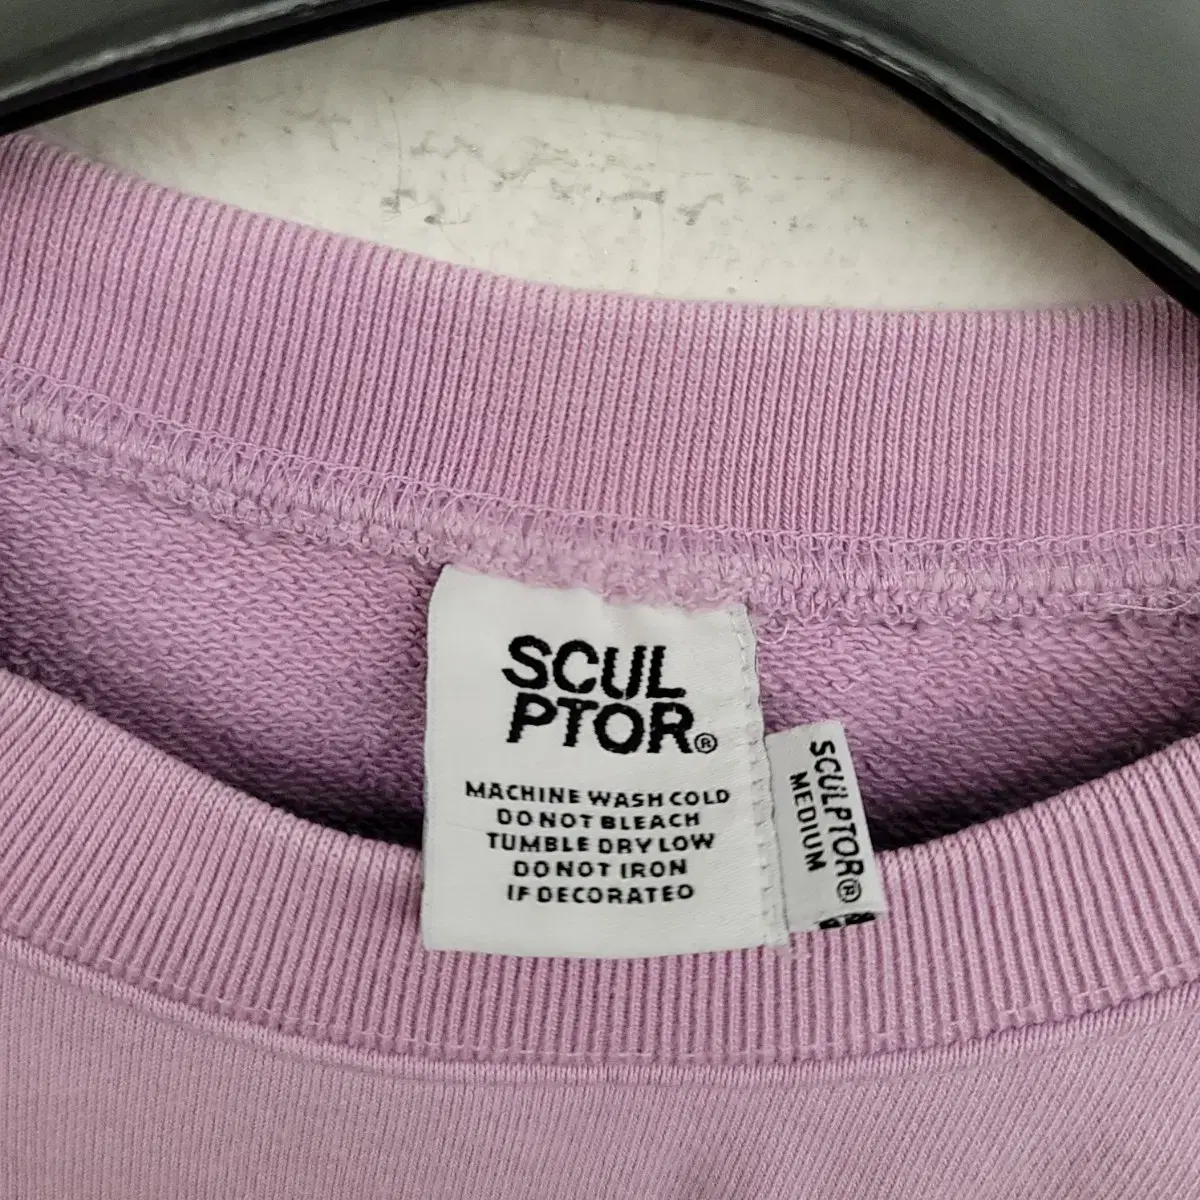 SCUL
PTOR®
MACHINE WASH COLD
DO NOT BLEACH
TUMBLE DRY LOW
DO NOT IRON
IF DECORATED
SCULPTOR®
MEDIUM